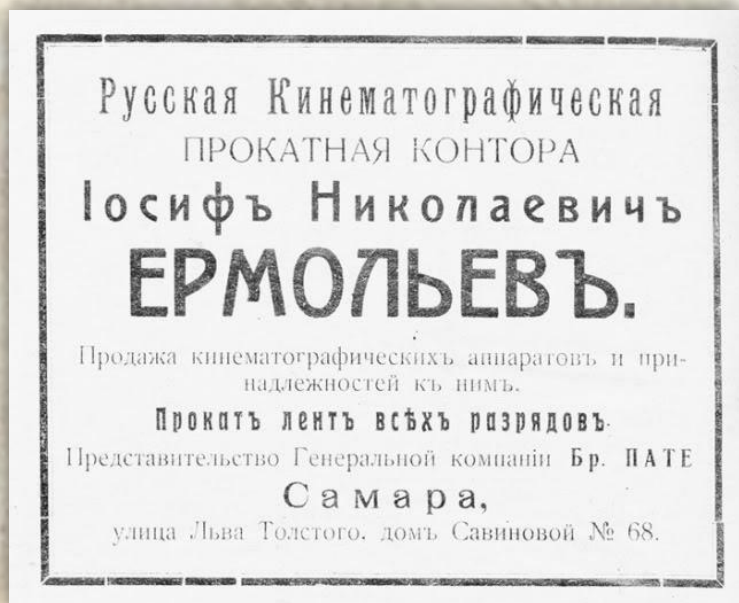 Русская Кинематографическая
ПРОКАТНАЯ КОНТОРА
Іосифъ Николаевичъ
ЕРМОЛЬЕВЪ.
Продажа кинематографическихъ аппаратовъ и при-
надлежностей къ нимъ.
Прокатъ лентъ всѣхъ разрядовъ.
Представительство Генеральной компаніи Бр. ПАТЕ
Самара,
улица Льва Толстого, домъ Савиновой № 68.